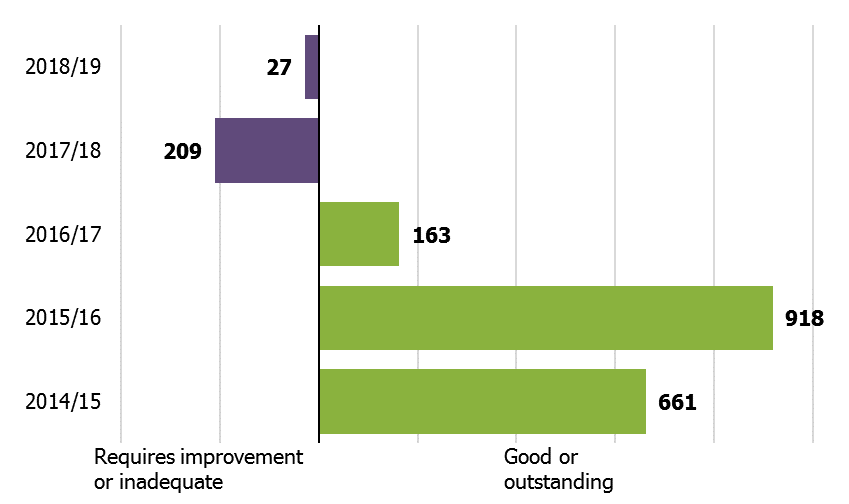 2018/19
27
2017/18
209
2016/17
163
2015/16
918
2014/15
661
Requires improvement
or inadequate
Good or
outstanding